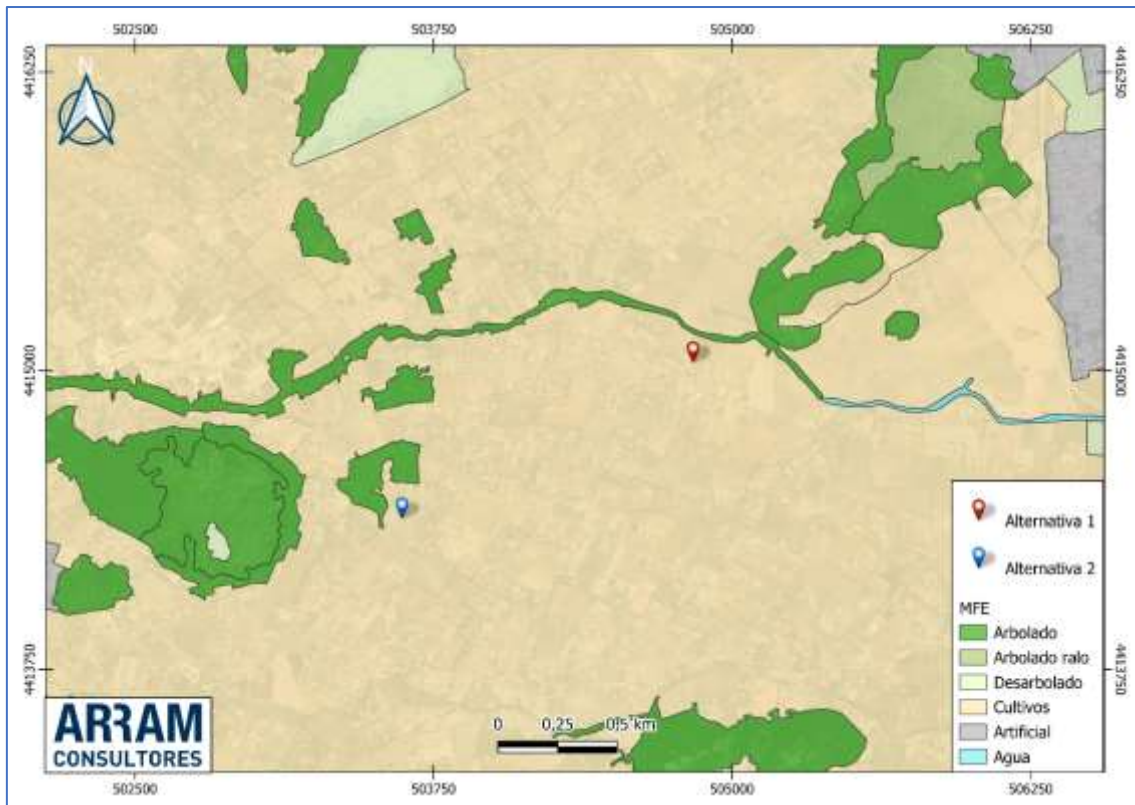 502500 503750 505000 506250
4416250 4416250
N
4415000 4415000
4413750 4413750
Alternativa 1
Alternativa 2
MFE
Arbolado
Arbolado ralo
Desarbolado
Cultivos
Artificial
Agua
ARRAM
CONSULTORES
0 0,25 0,5 km
502500 503750 505000 506250